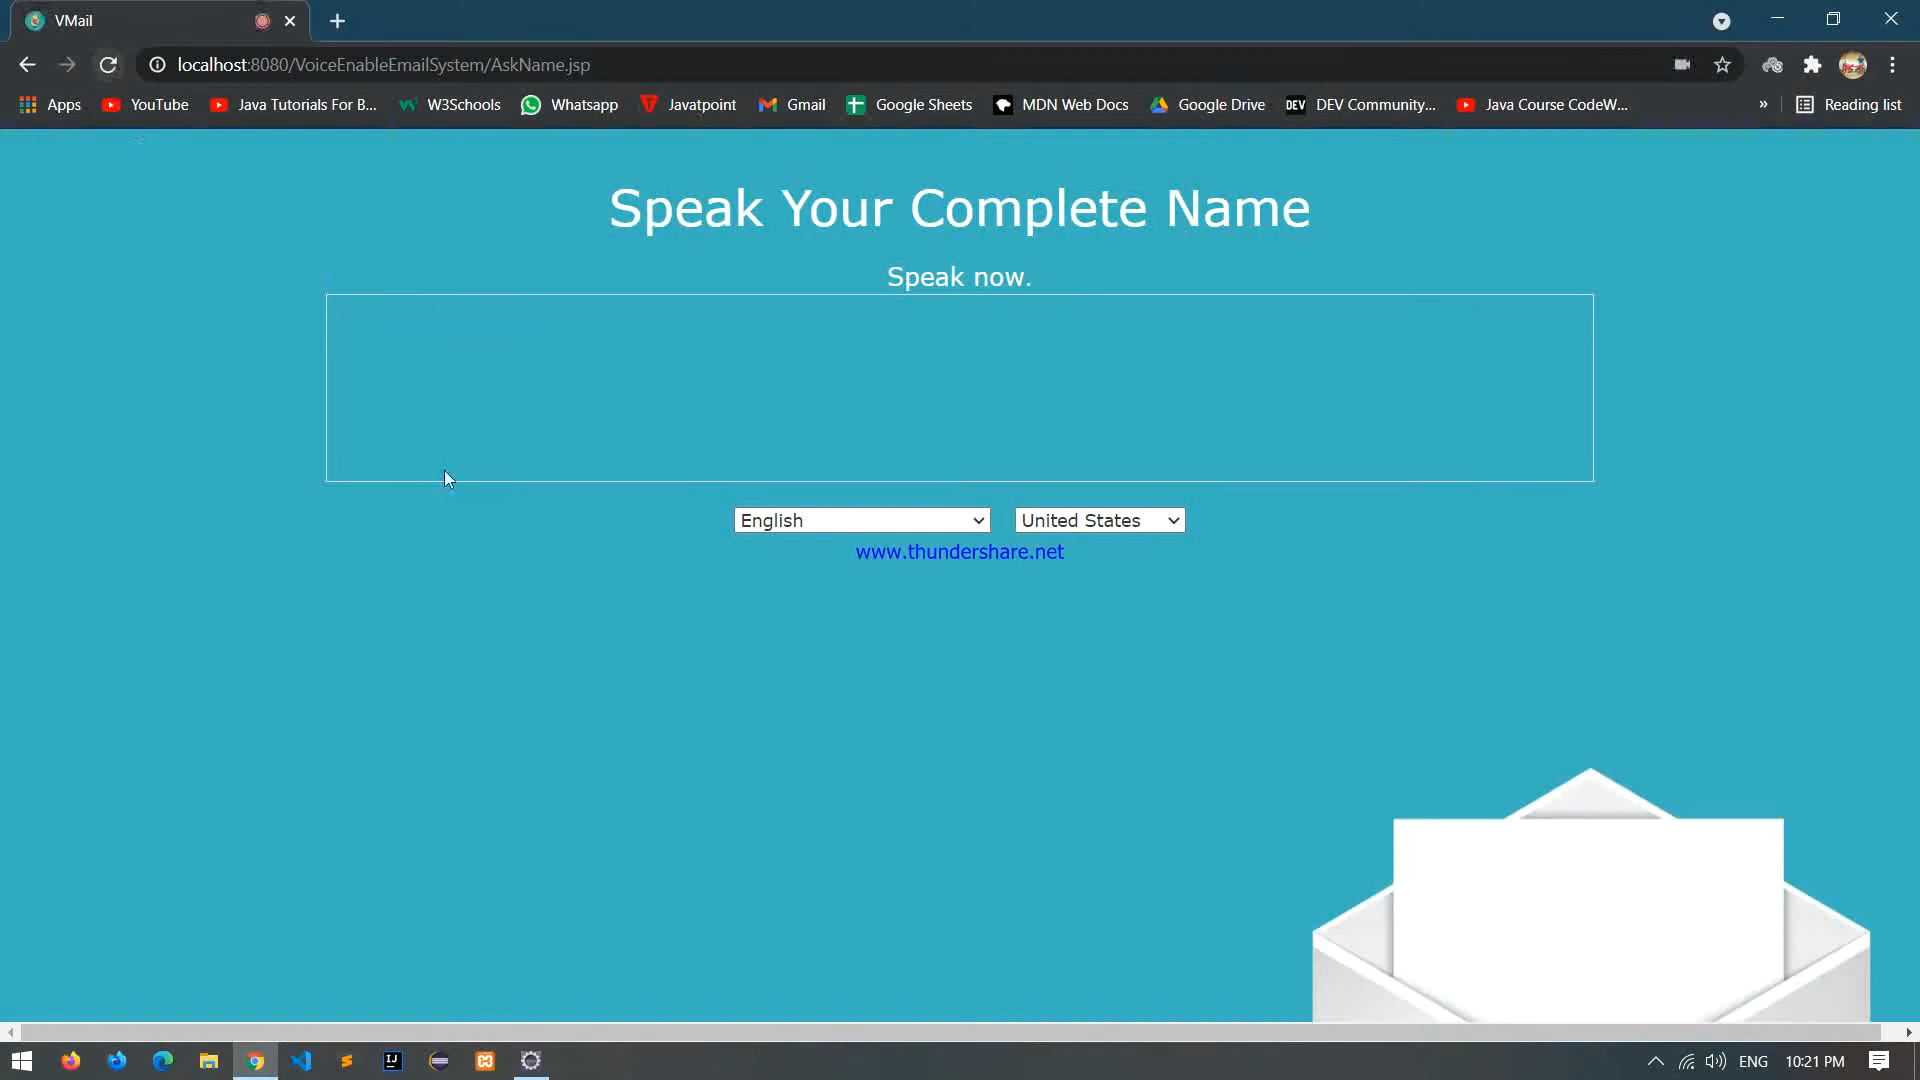 VMail
localhost:8080/VoiceEnableEmailSystem/AskName.jsp
Apps YouTube Java Tutorials For B... W3Schools Whatsapp Javatpoint Gmail Google Sheets MDN Web Docs Google Drive DEV DEV Community... Java Course CodeW... » Reading list
Speak Your Complete Name
Speak now.
English United States
www.thundershare.net
IJ ENG 10:21 PM